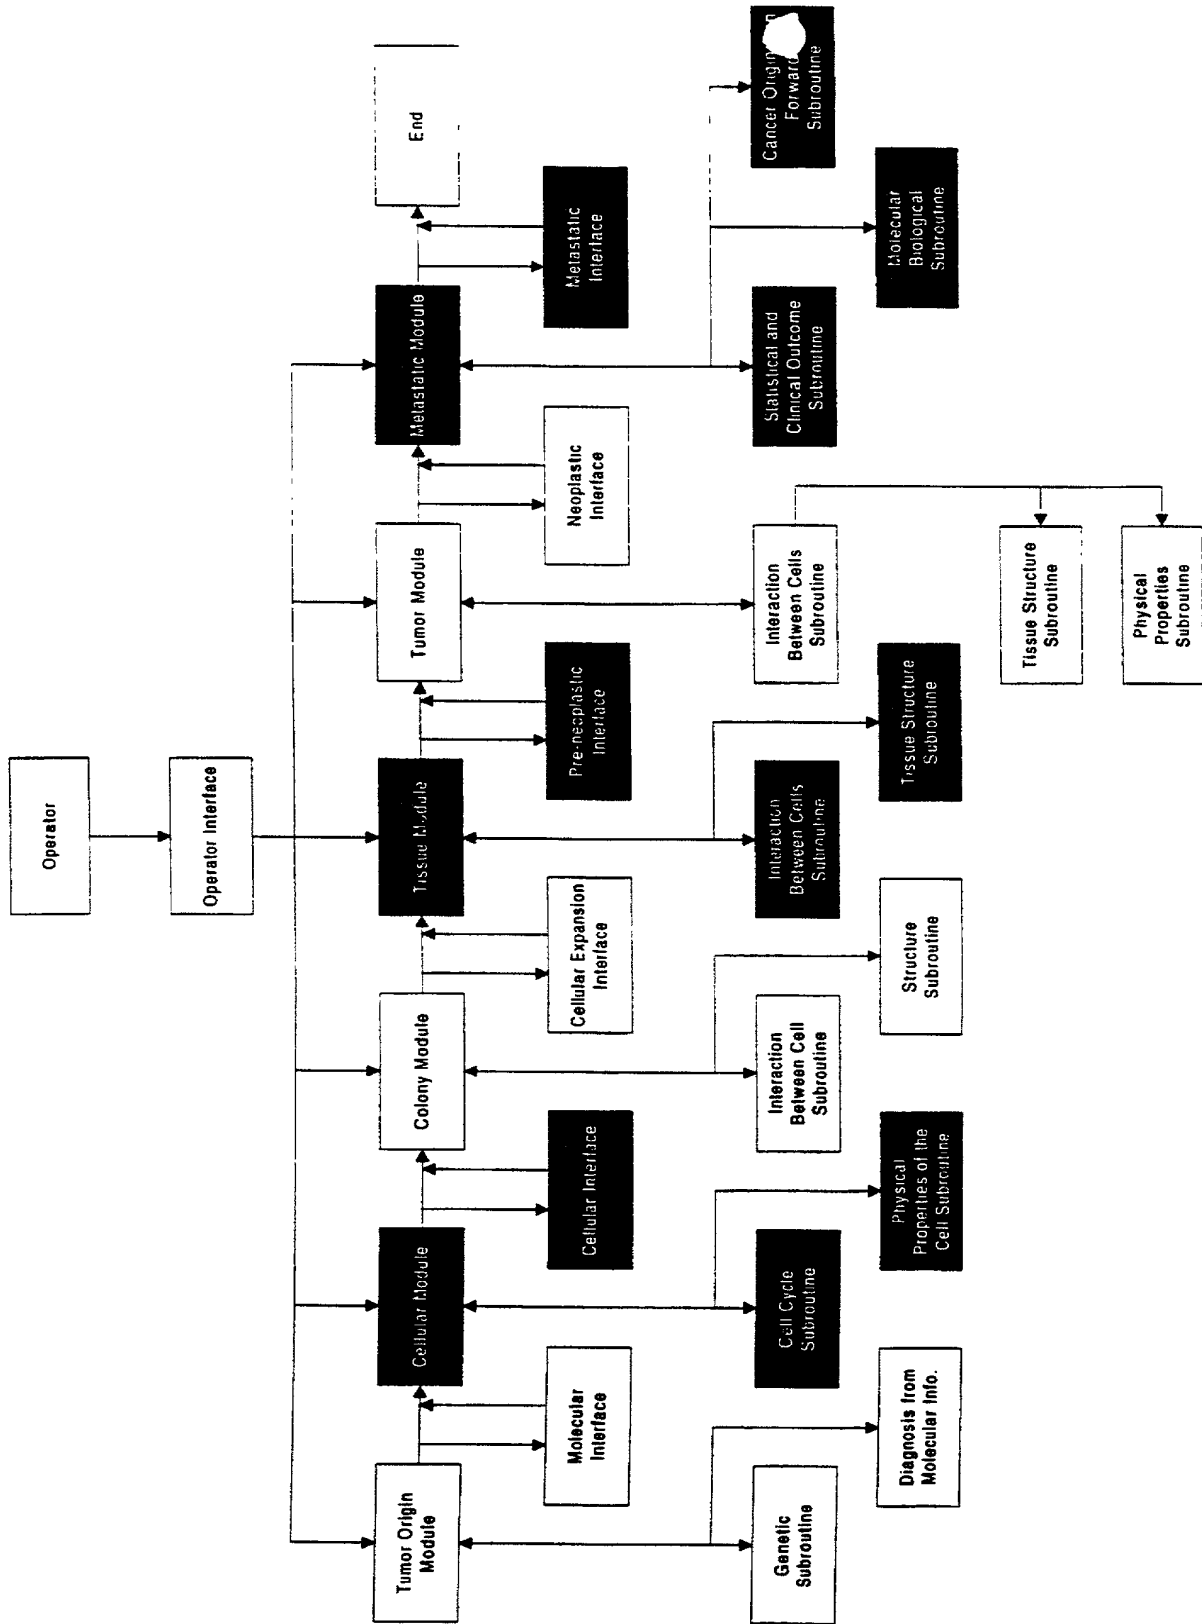 Operator
Operator Interface
Tumor Origin
Module
Cellular Module
Colony Module
Tissue Module
Tumor Module
Metastatic Module
End
Molecular
Interface
Cellular Interface
Cellular Expansion
Interface
Pre-neoplastic
Interface
Neoplastic
Interface
Metastatic
Interface
Genetic
Subroutine
Cell Cycle
Subroutine
Interaction
Between Cell
Subroutine
Interaction
Between Cells
Subroutine
Interaction
Between Cells
Subroutine
Statistical and
Clinical Outcome
Subroutine
Cancer
Forward
Subroutine
Diagnosis from
Molecular Info.
Physical
Properties of the
Cell Subroutine
Structure
Subroutine
Tissue Structure
Subroutine
Molecular
Biological
Subroutine
Tissue Structure
Subroutine
Physical
Properties
Subroutine